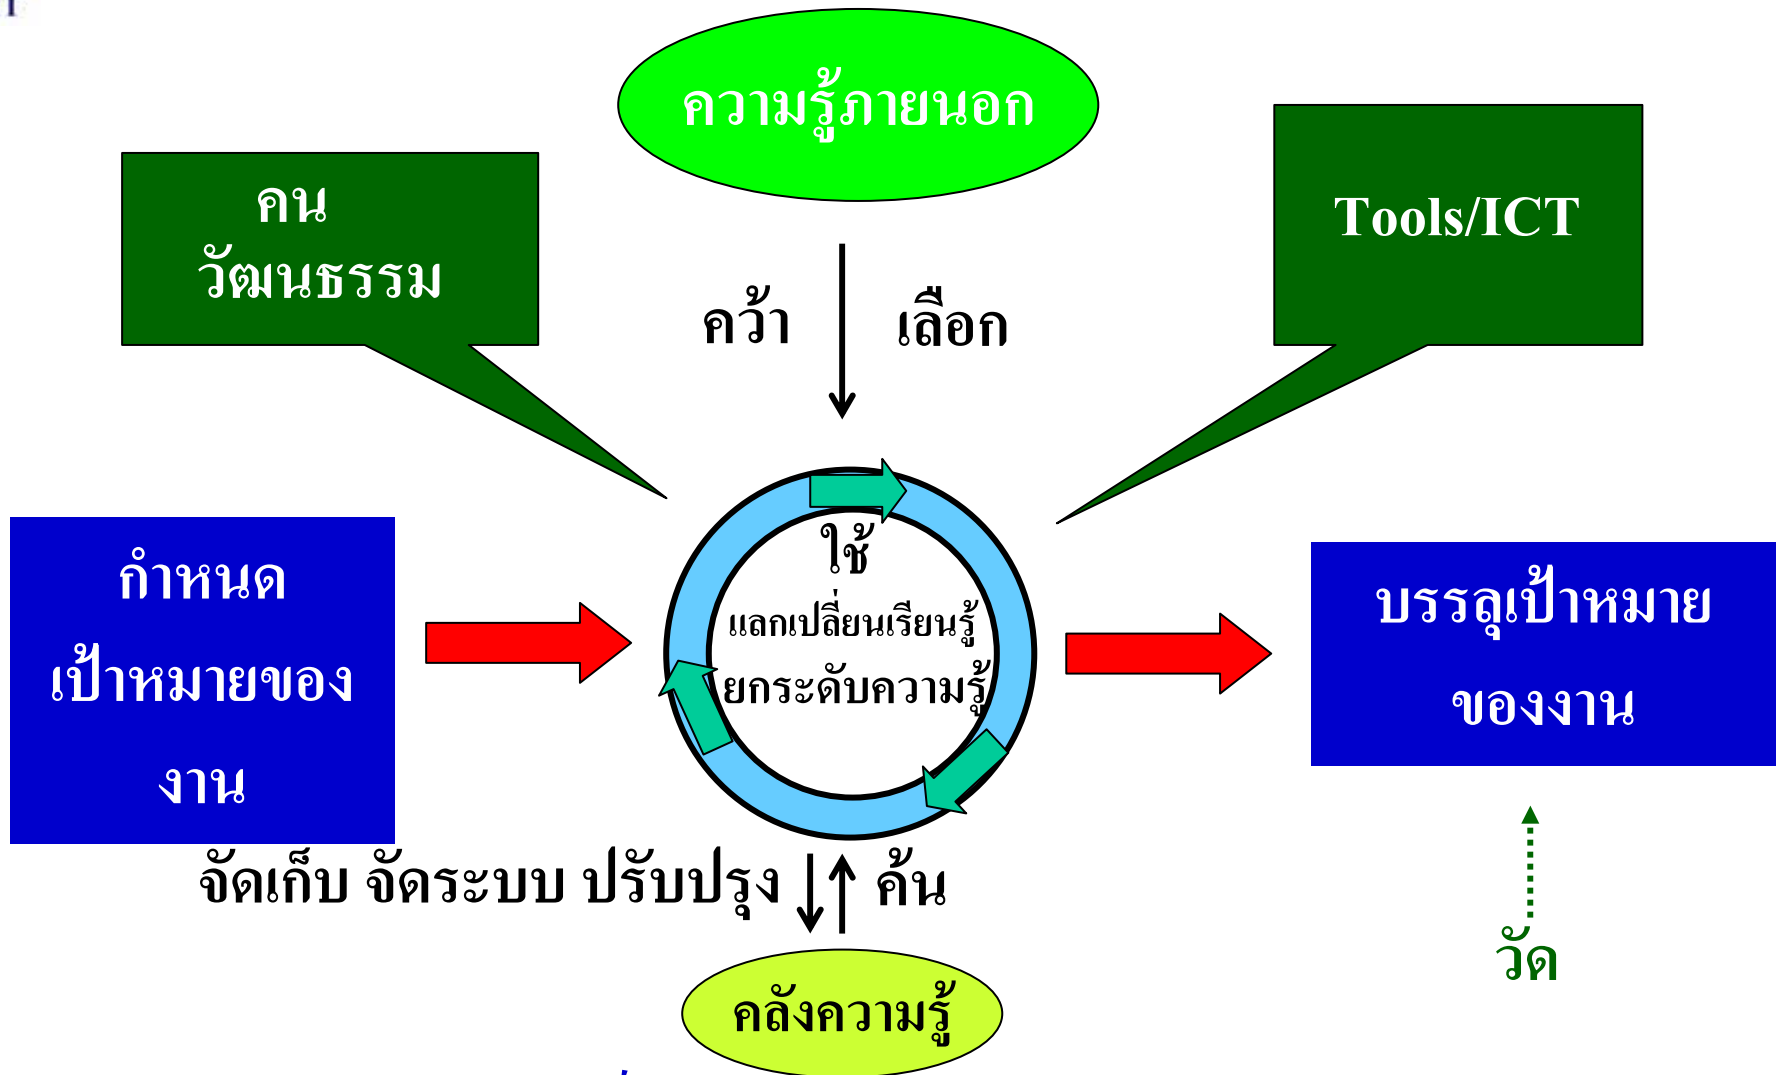 ความรู้ภายนอก
คน
วัฒนธรรม
Tools/ICT
คว้า เลือก
ใช้
แลกเปลี่ยนเรียนรู้
ยกระดับความรู้
กำหนด
เป้าหมายของ
งาน
บรรลุเป้าหมาย
ของงาน
จัดเก็บ จัดระบบ ปรับปรุง ค้น
วัด
คลังความรู้